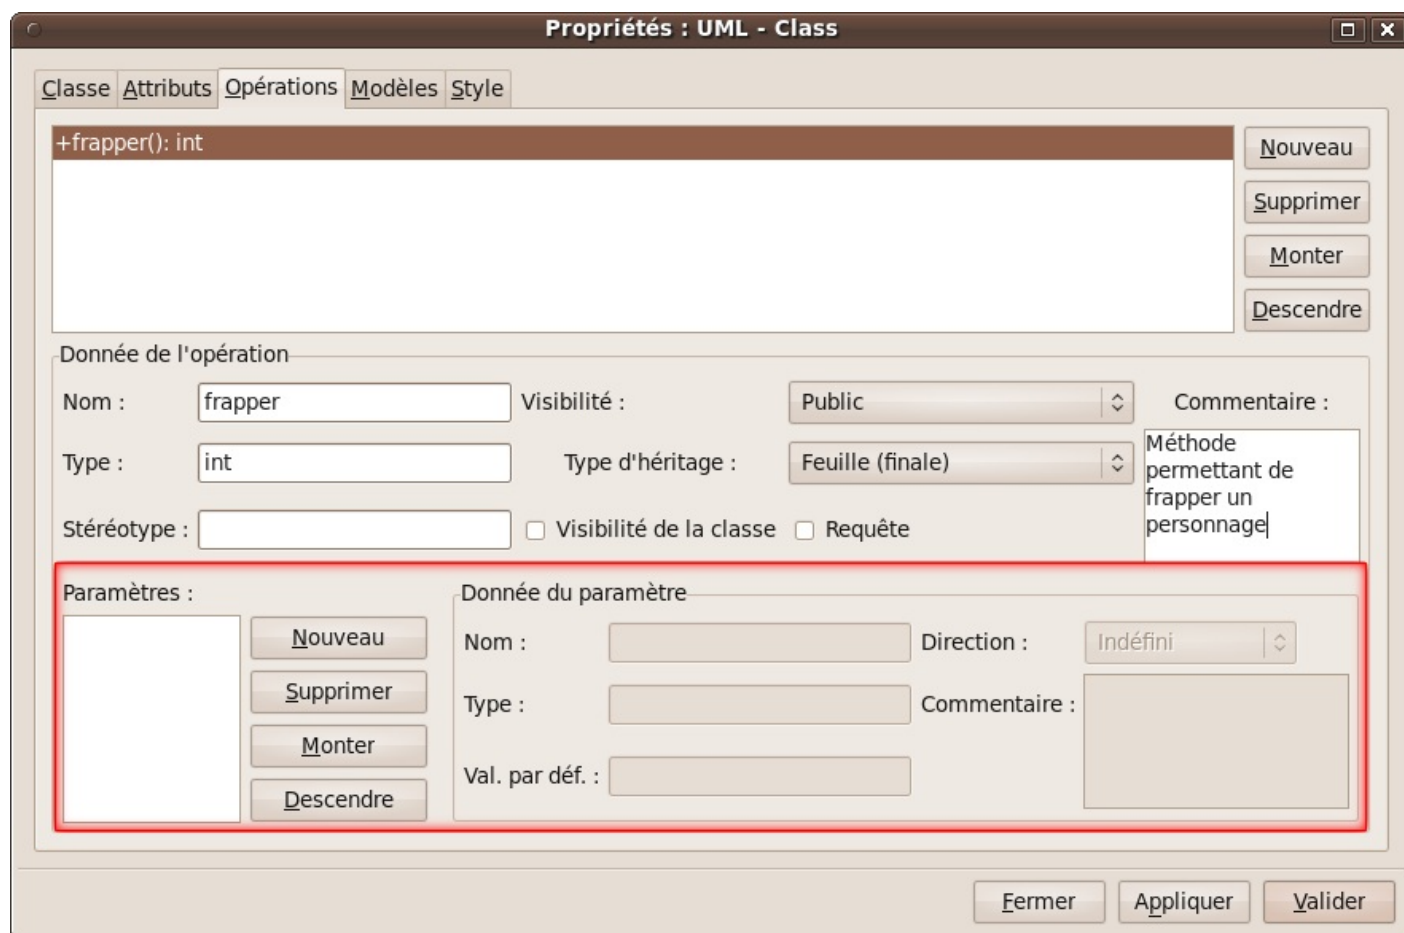 Propriétés : UML - Class
Classe Attributs Opérations Modèles Style
+frapper(): int
Nouveau
Supprimer
Monter
Descendre
Donnée de l'opération
Nom : frapper Visibilité : Public Commentaire :
Type : int Type d'héritage : Feuille (finale)
Méthode
permettant de
frapper un
personnage
Stéréotype : Visibilité de la classe Requête
Paramètres :
Nouveau
Supprimer
Monter
Descendre
Donnée du paramètre
Nom : Direction : Indéfini
Type : Commentaire :
Val. par déf. :
Fermer Appliquer Valider